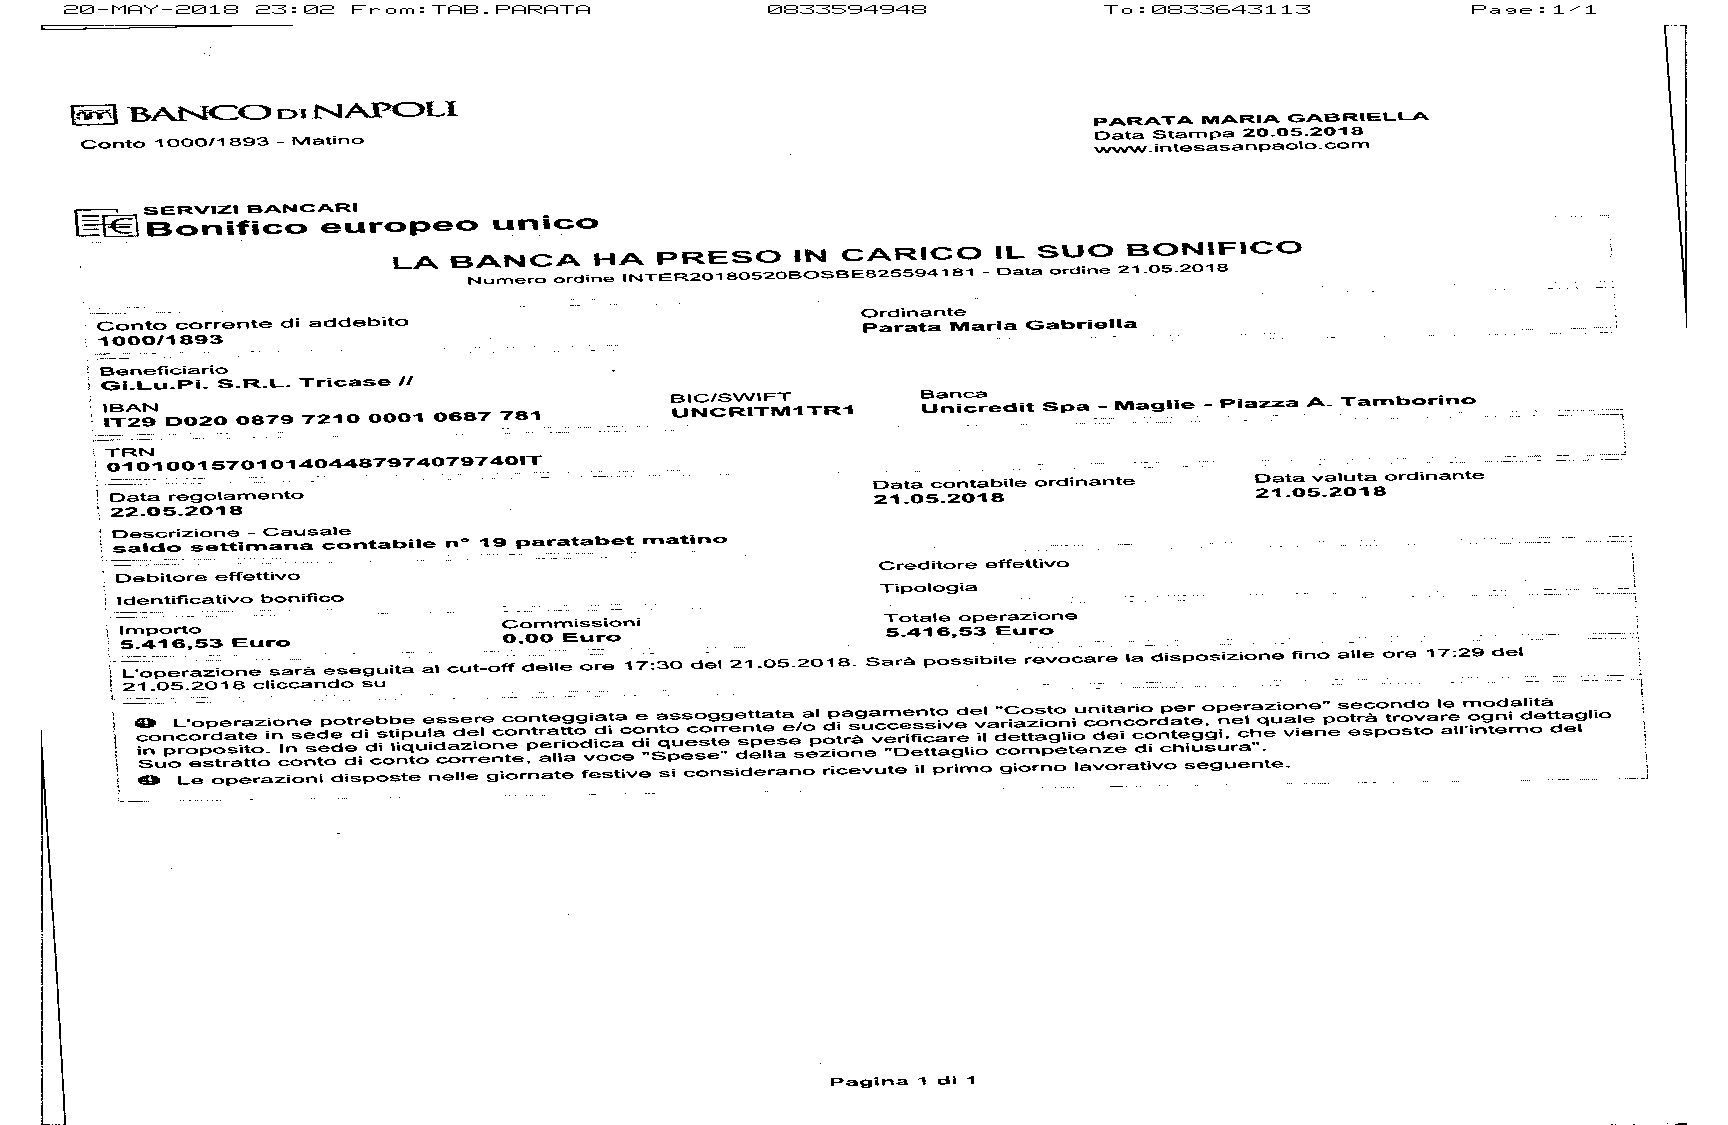 20-MAY-2018 23:02 From:TAB.PARATA 0833594948 To:0833643113 Page:1/1
BANCO DI NAPOLI
Conto 1000/1893 - Matino
PARATA MARIA GABRIELLA
Data Stampa 20.05.2018
www.intesasanpaolo.com
SERVIZI BANCARI
Bonifico europeo unico
LA BANCA HA PRESO IN CARICO IL SUO BONIFICO
Numero ordine INTER20180520BOSBE825594181 - Data ordine 21.05.2018
Conto corrente di addebito
1000/1893
Ordinante
Parata Maria Gabriella
Beneficiario
Gi.Lu.Pi. S.R.L. Tricase //
IBAN
IT29 D020 0879 7210 0001 0687 781
BIC/SWIFT
UNCRITM1TR1
Banca
Unicredit Spa - Maglie - Piazza A. Tamborino
TRN
0101001570101404487974079740IT
Data regolamento
22.05.2018
Data contabile ordinante
21.05.2018
Data valuta ordinante
21.05.2018
Descrizione - Causale
saldo settimana contabile n° 19 paratabet matino
Debitore effettivo
Creditore effettivo
Identificativo bonifico
Tipologia
Importo
5.416,53 Euro
Commissioni
0.00 Euro
Totale operazione
5.416,53 Euro
L'operazione sarà eseguita al cut-off delle ore 17:30 del 21.05.2018. Sarà possibile revocare la disposizione fino alle ore 17:29 del
21.05.2018 cliccando su
L'operazione potrebbe essere conteggiata e assoggettata al pagamento del "Costo unitario per operazione" secondo le modalità
concordate in sede di stipula del contratto di conto corrente e/o di successive variazioni concordate, nel quale potrà trovare ogni dettaglio
in proposito. In sede di liquidazione periodica di queste spese potrà verificare il dettaglio dei conteggi, che viene esposto all'interno del
Suo estratto conto di conto corrente, alla voce "Spese" della sezione "Dettaglio competenze di chiusura".
Le operazioni disposte nelle giornate festive si considerano ricevute il primo giorno lavorativo seguente.
Pagina 1 di 1